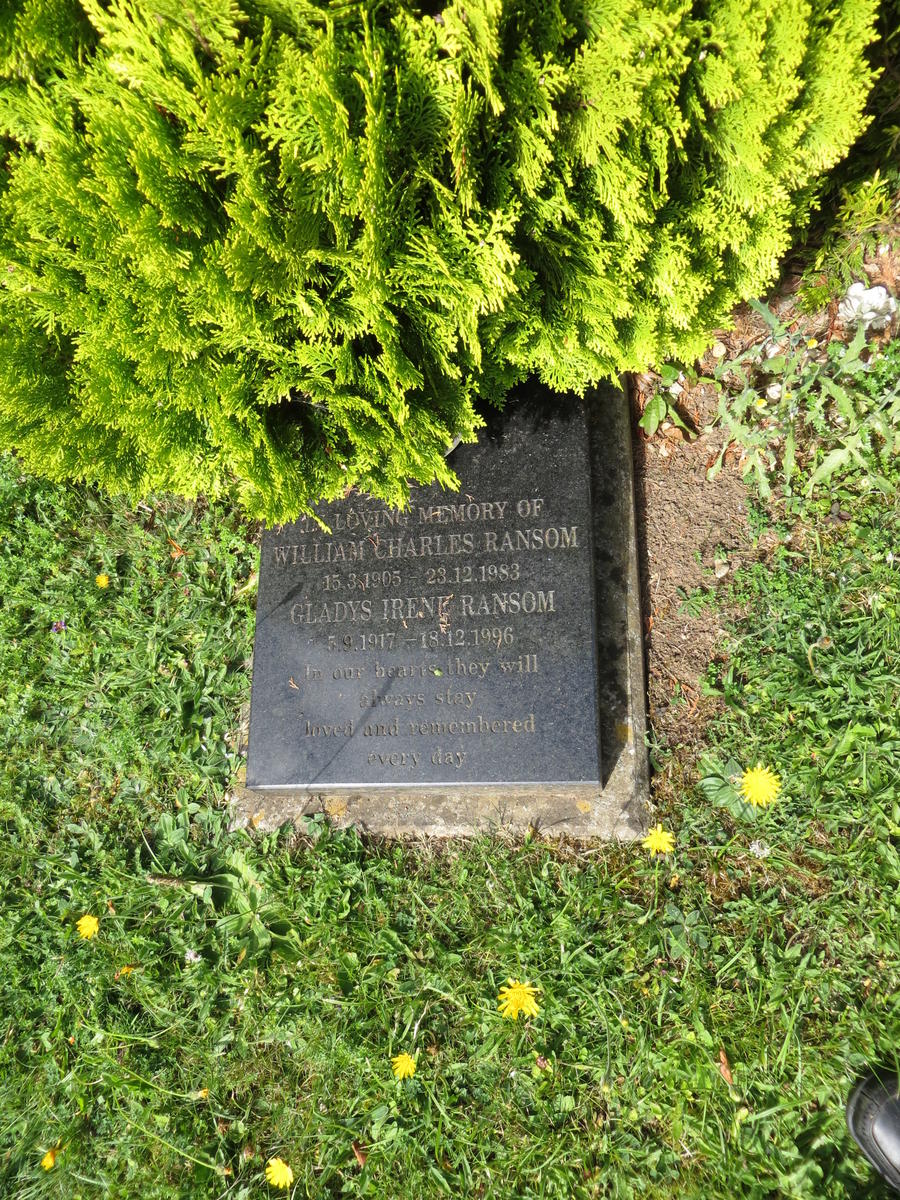 IN LOVING MEMORY OF
WILLIAM CHARLES RANSOM
15.3.1905 - 23.12.1983
GLADYS IRENE RANSOM
5.9.1917 - 18.12.1996
In our hearts they will
always stay
loved and remembered
every day